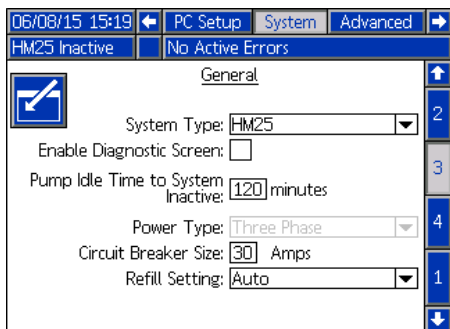 06/08/15 15:19 PC Setup System Advanced
HM25 Inactive No Active Errors
General
2
System Type: HM25
Enable Diagnostic Screen:
3
Pump Idle Time to System
Inactive: 120 minutes
Power Type: Three Phase
4
Circuit Breaker Size: 30 Amps
Refill Setting: Auto
1